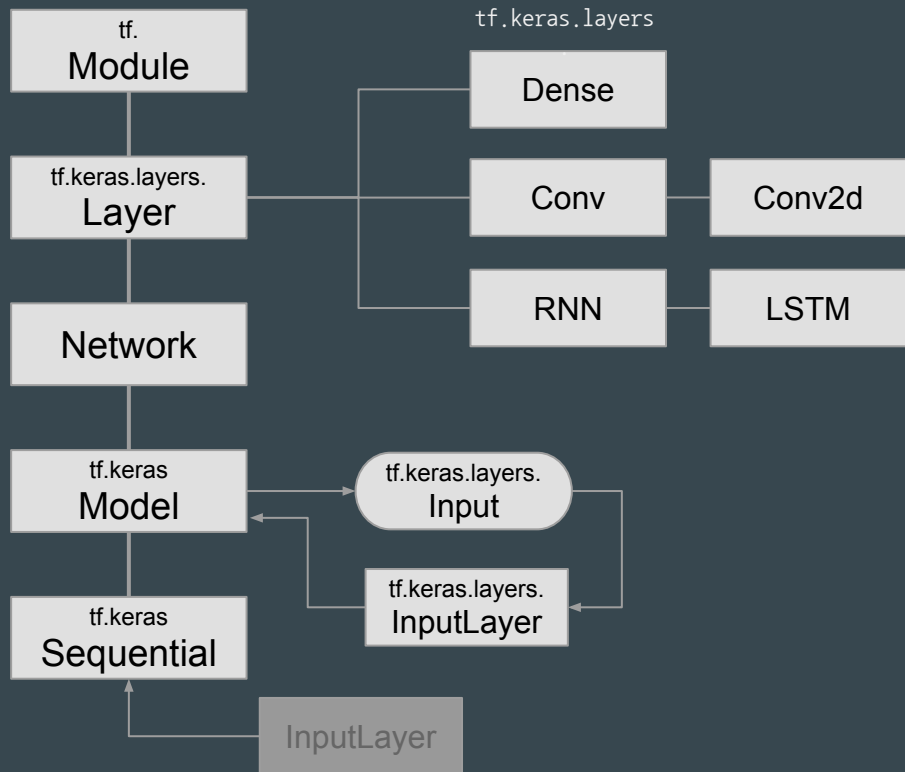 tf.
Module
tf.keras.layers.
Layer
Network
tf.keras
Model
tf.keras
Sequential
InputLayer
tf.keras.layers.
Input
tf.keras.layers.
InputLayer
tf.keras.layers
Dense
Conv
Conv2d
RNN
LSTM